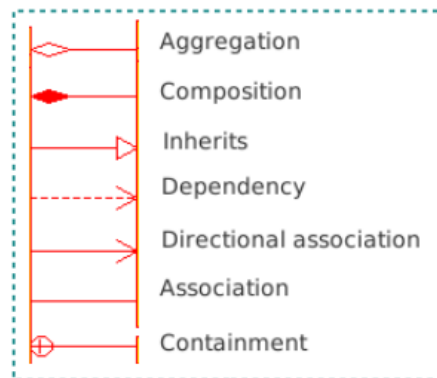 Aggregation
Composition
Inherits
Dependency
Directional association
Association
Containment